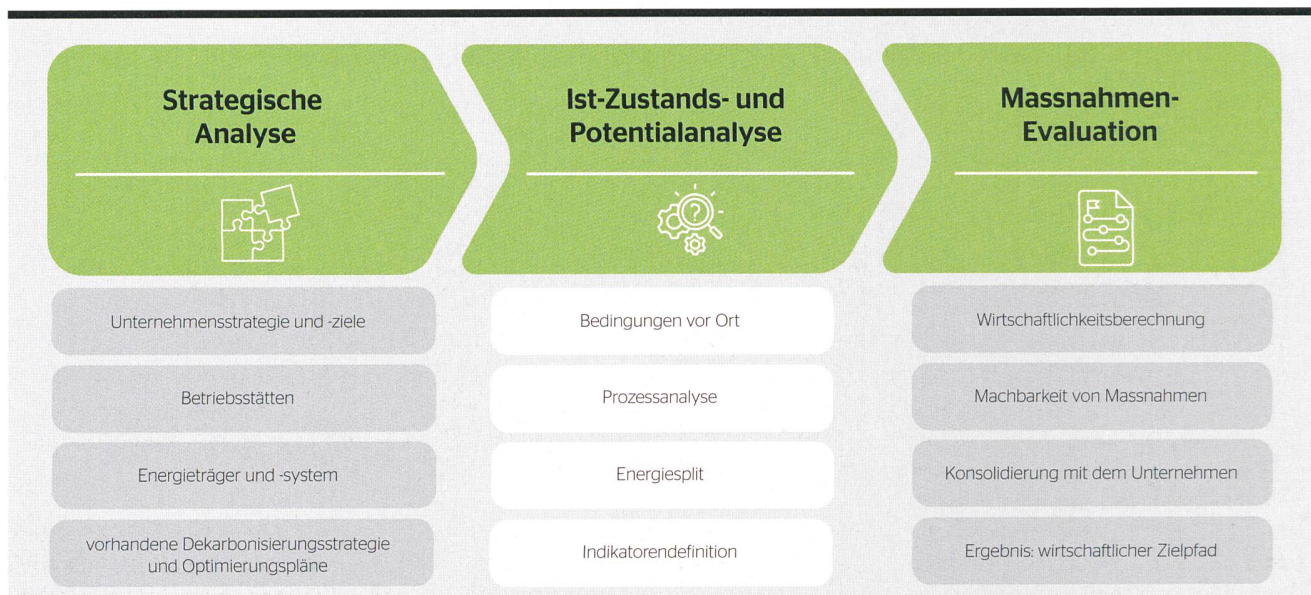 Strategische
Analyse
Unternehmensstrategie und -ziele
Betriebsstätten
Energieträger und -system
vorhandene Dekarbonisierungsstrategie
und Optimierungspläne
Ist-Zustands- und
Potentialanalyse
?
Bedingungen vor Ort
Prozessanalyse
Energiesplit
Indikatorendefinition
Massnahmen-
Evaluation
Wirtschaftlichkeitsberechnung
Machbarkeit von Massnahmen
Konsolidierung mit dem Unternehmen
Ergebnis: wirtschaftlicher Zielpfad